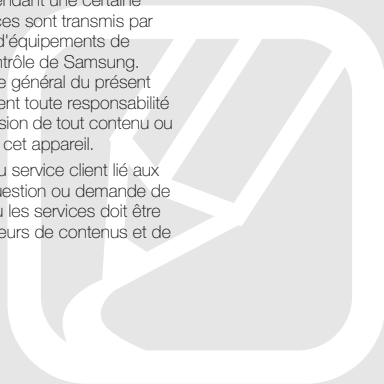 endant une certaine
ces sont transmis par
d'équipements de
ntrôle de Samsung.
e général du présent
ent toute responsabilité
sion de tout contenu ou
cet appareil.
u service client lié aux
uestion ou demande de
u les services doit être
eurs de contenus et de